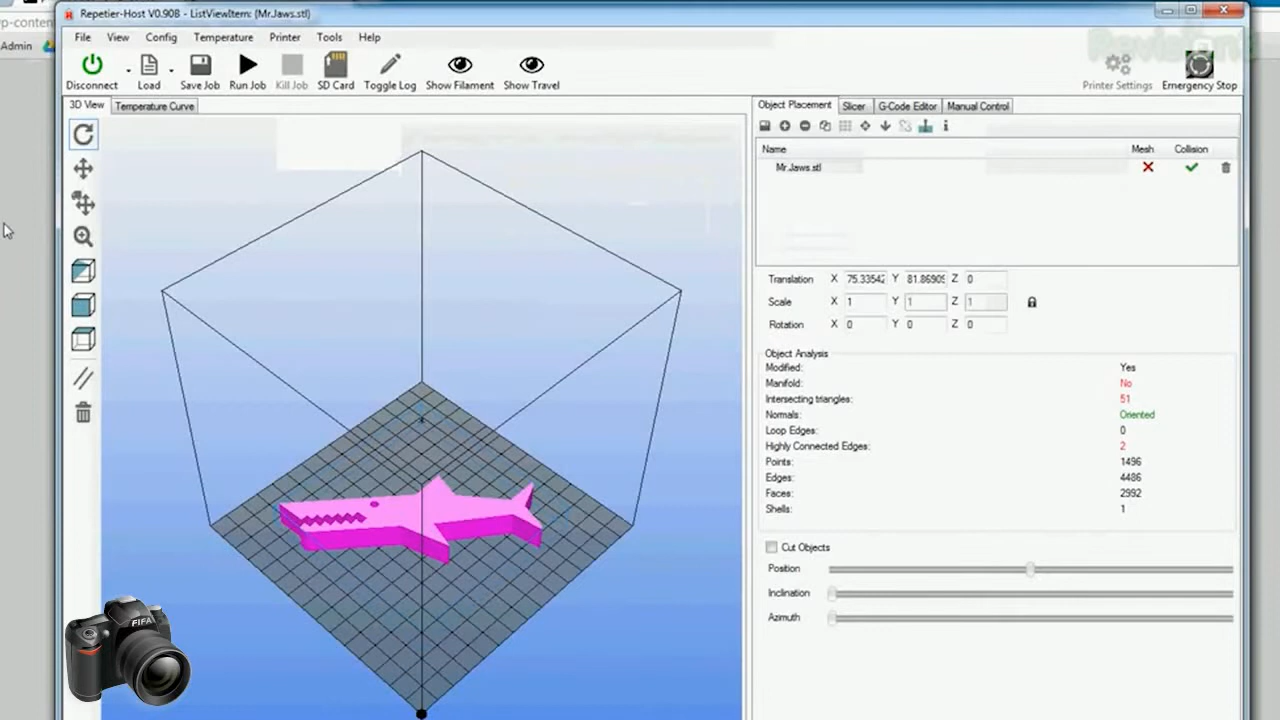 p-conten
Admin
Repetier-Host V0.90B - ListViewItem: {Mr.Jaws.stl}
File View Config Temperature Printer Tools Help
Disconnect Load Save Job Run Job Kill Job SD Card Toggle Log Show Filament Show Travel Printer Settings Emergency Stop
3D View Temperature Curve
Object Placement Slicer G-Code Editor Manual Control
Name Mesh Collision
Mr.Jaws.stl
Translation X 75.33542 Y 81.86905 Z 0
Scale X 1 Y 1 Z 1
Rotation X 0 Y 0 Z 0
Object Analysis
Modified: Yes
Manifold: No
Intersecting triangles: 51
Normals: Oriented
Loop Edges: 0
Highly Connected Edges: 2
Points: 1496
Edges: 4486
Faces: 2992
Shells: 1
Cut Objects
Position
Inclination
Azimuth
FIFA